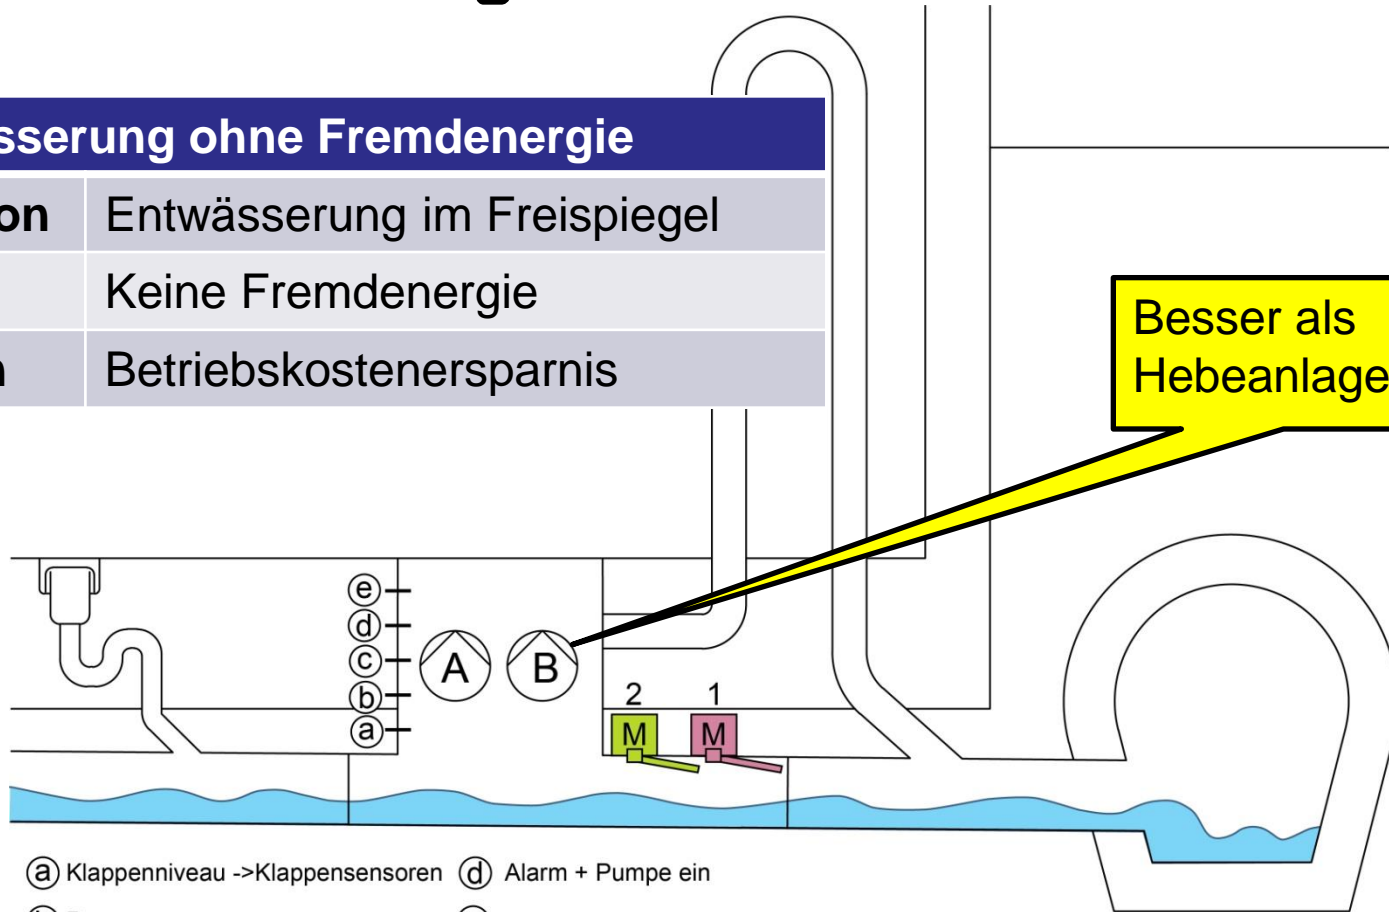 sserung ohne Fremdenergie
on Entwässerung im Freispiegel
Keine Fremdenergie
Betriebskostenersparnis
Besser als
Hebeanlage
e
d
c
b
a
A B
2 1
M M
a Klappenniveau ->Klappensensoren d Alarm + Pumpe ein